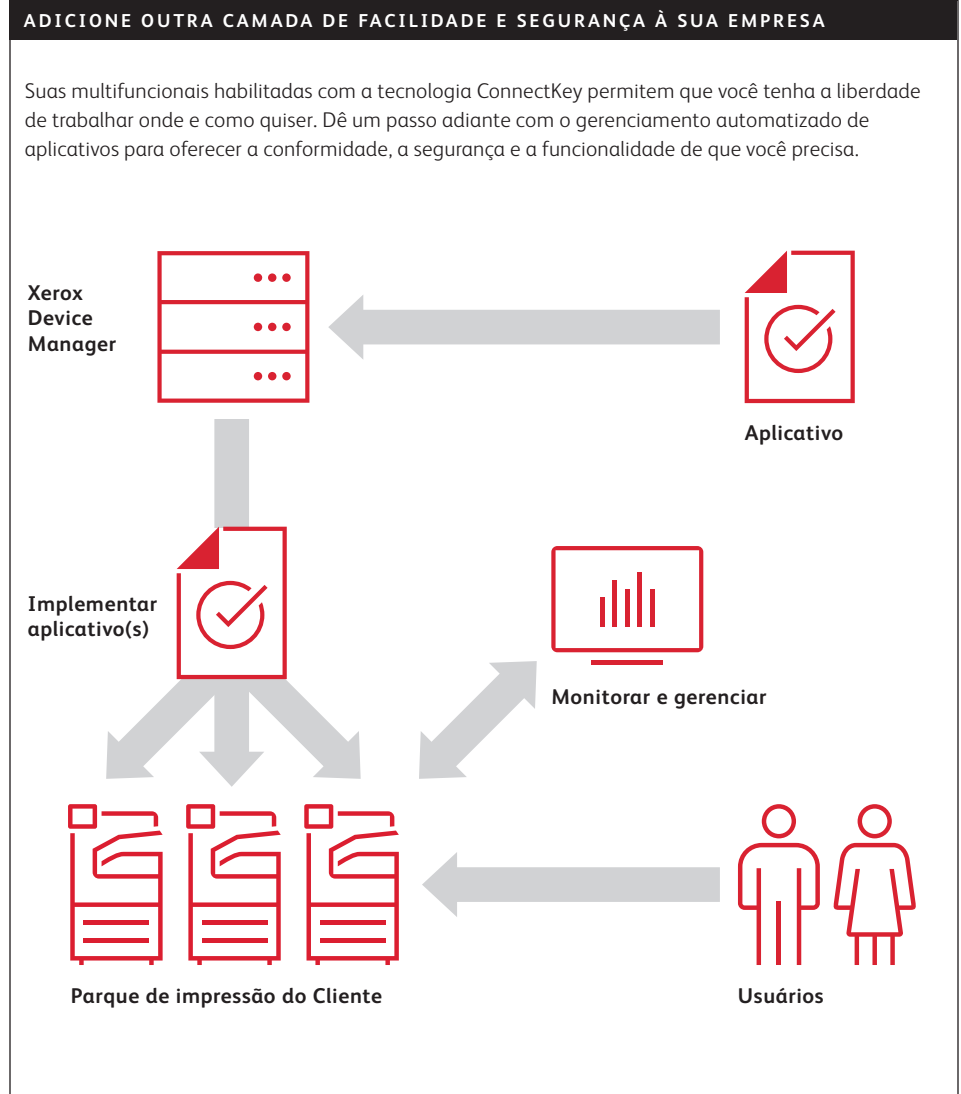 ADICIONE OUTRA CAMADA DE FACILIDADE E SEGURANÇA À SUA EMPRESA
Suas multifuncionais habilitadas com a tecnologia ConnectKey permitem que você tenha a liberdade
de trabalhar onde e como quiser. Dê um passo adiante com o gerenciamento automatizado de
aplicativos para oferecer a conformidade, a segurança e a funcionalidade de que você precisa.
Xerox
Device
Manager
Aplicativo
Implementar
aplicativo(s)
Monitorar e gerenciar
Parque de impressão do Cliente
Usuários